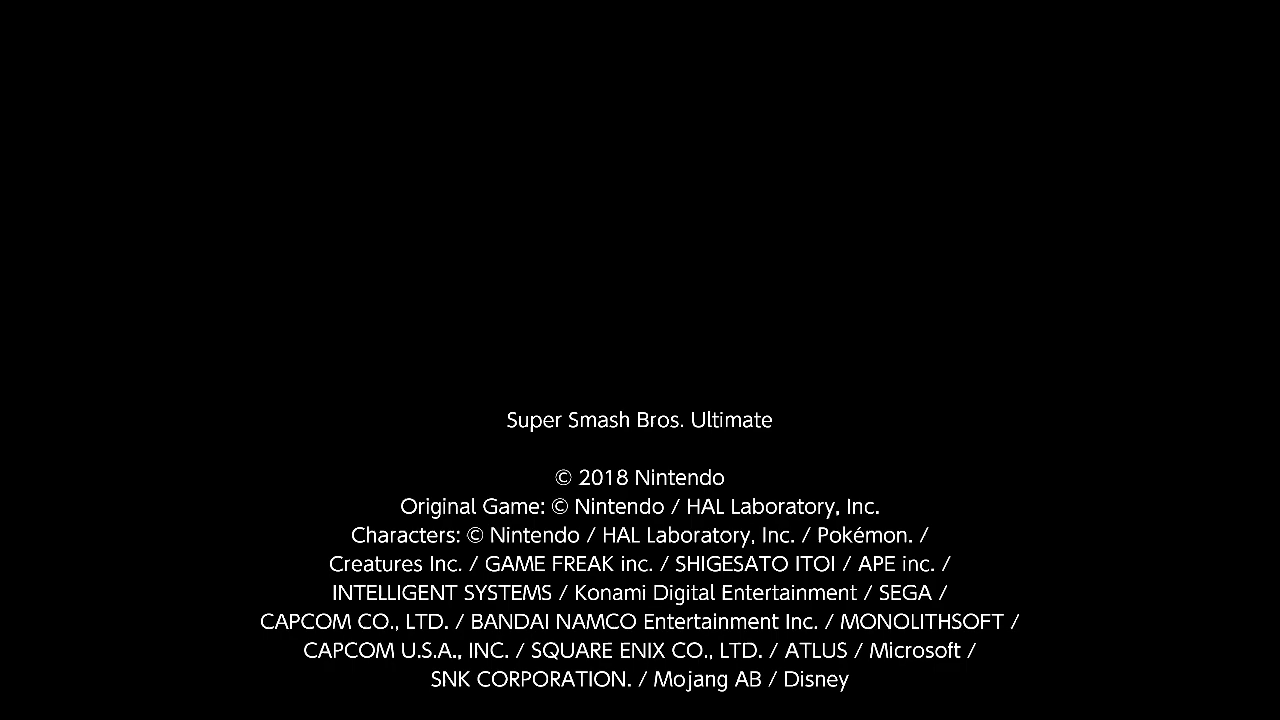 Super Smash Bros. Ultimate
© 2018 Nintendo
Original Game: © Nintendo / HAL Laboratory, Inc.
Characters: © Nintendo / HAL Laboratory, Inc. / Pokémon. /
Creatures Inc. / GAME FREAK inc. / SHIGESATO ITOI / APE inc. /
INTELLIGENT SYSTEMS / Konami Digital Entertainment / SEGA /
CAPCOM CO., LTD. / BANDAI NAMCO Entertainment Inc. / MONOLITHSOFT /
CAPCOM U.S.A., INC. / SQUARE ENIX CO., LTD. / ATLUS / Microsoft /
SNK CORPORATION. / Mojang AB / Disney